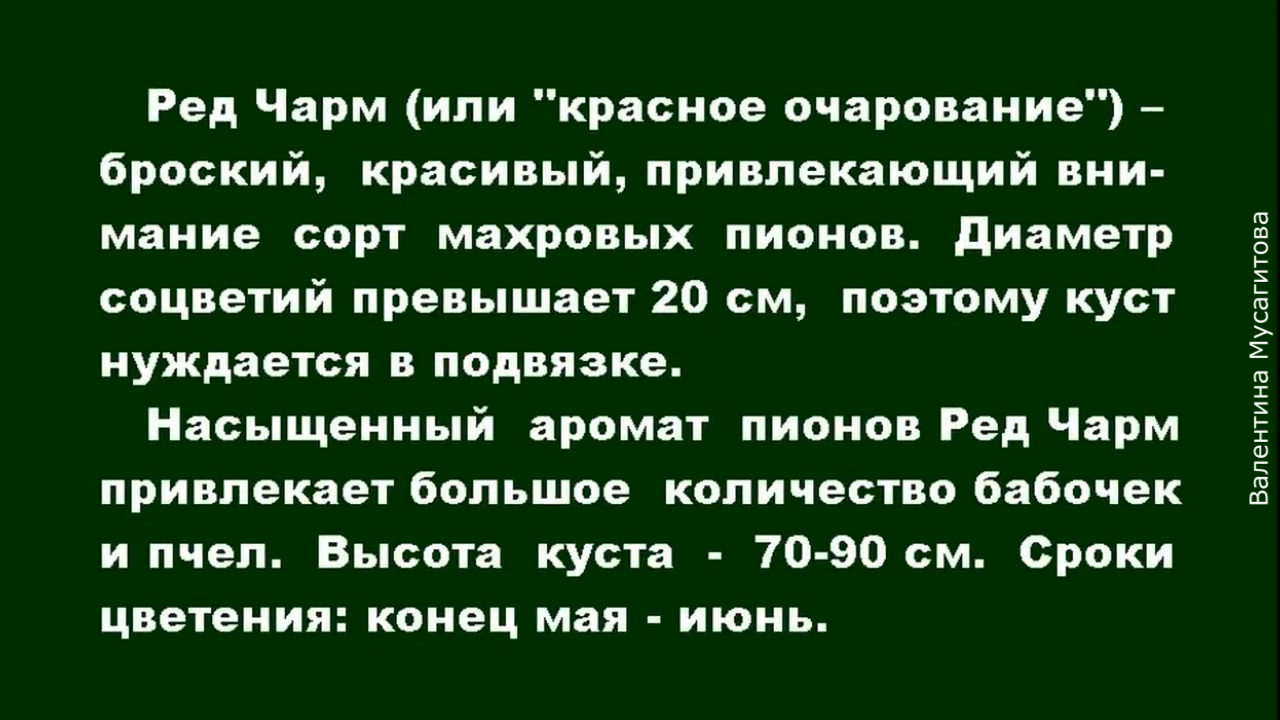 Ред Чарм (или "красное очарование") –
броский, красивый, привлекающий вни-
мание сорт махровых пионов. Диаметр
соцветий превышает 20 см, поэтому куст
нуждается в подвязке.
Насыщенный аромат пионов Ред Чарм
привлекает большое количество бабочек
и пчел. Высота куста - 70-90 см. Сроки
цветения: конец мая - июнь.
Валентина Мусагитова